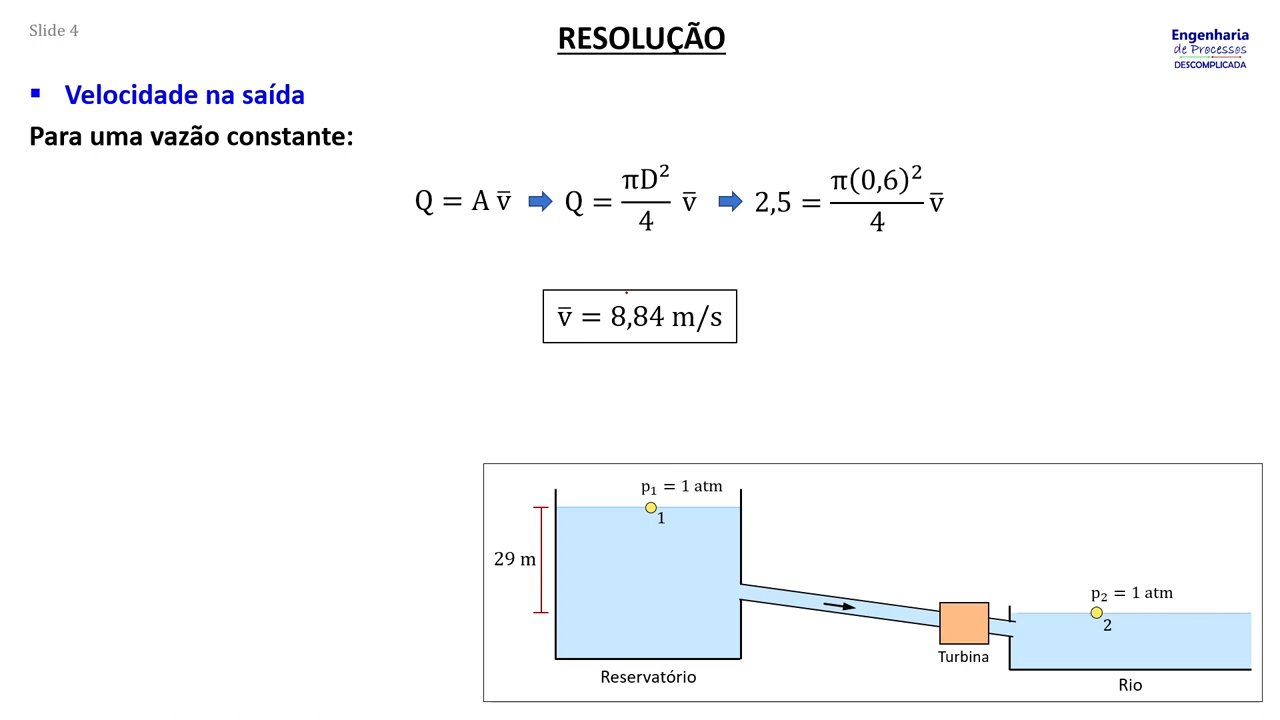 Slide 4
RESOLUÇÃO
Engenharia
de Processos
DESCOMPLICADA
▪ Velocidade na saída
Para uma vazão constante:
Q = A v̅ ➡ Q = πD²/4 v̅ ➡ 2,5 = π(0,6)²/4 v̅
v̅ = 8,84 m/s
p₁ = 1 atm
1
29 m
p₂ = 1 atm
2
Turbina
Reservatório
Rio